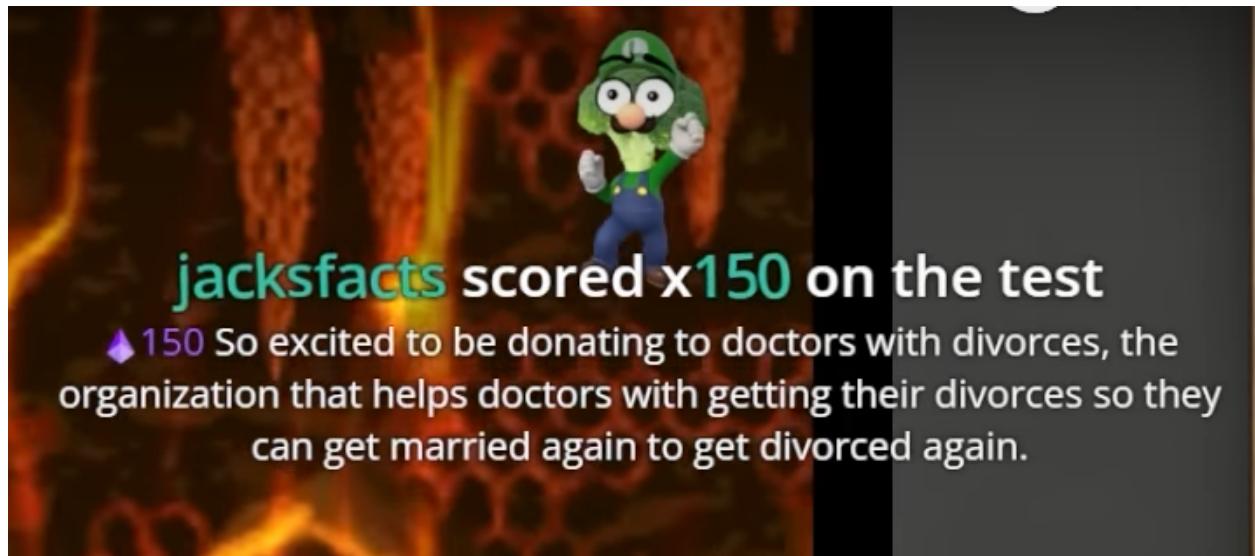 jacksfacts scored x150 on the test
150 So excited to be donating to doctors with divorces, the
organization that helps doctors with getting their divorces so they
can get married again to get divorced again.